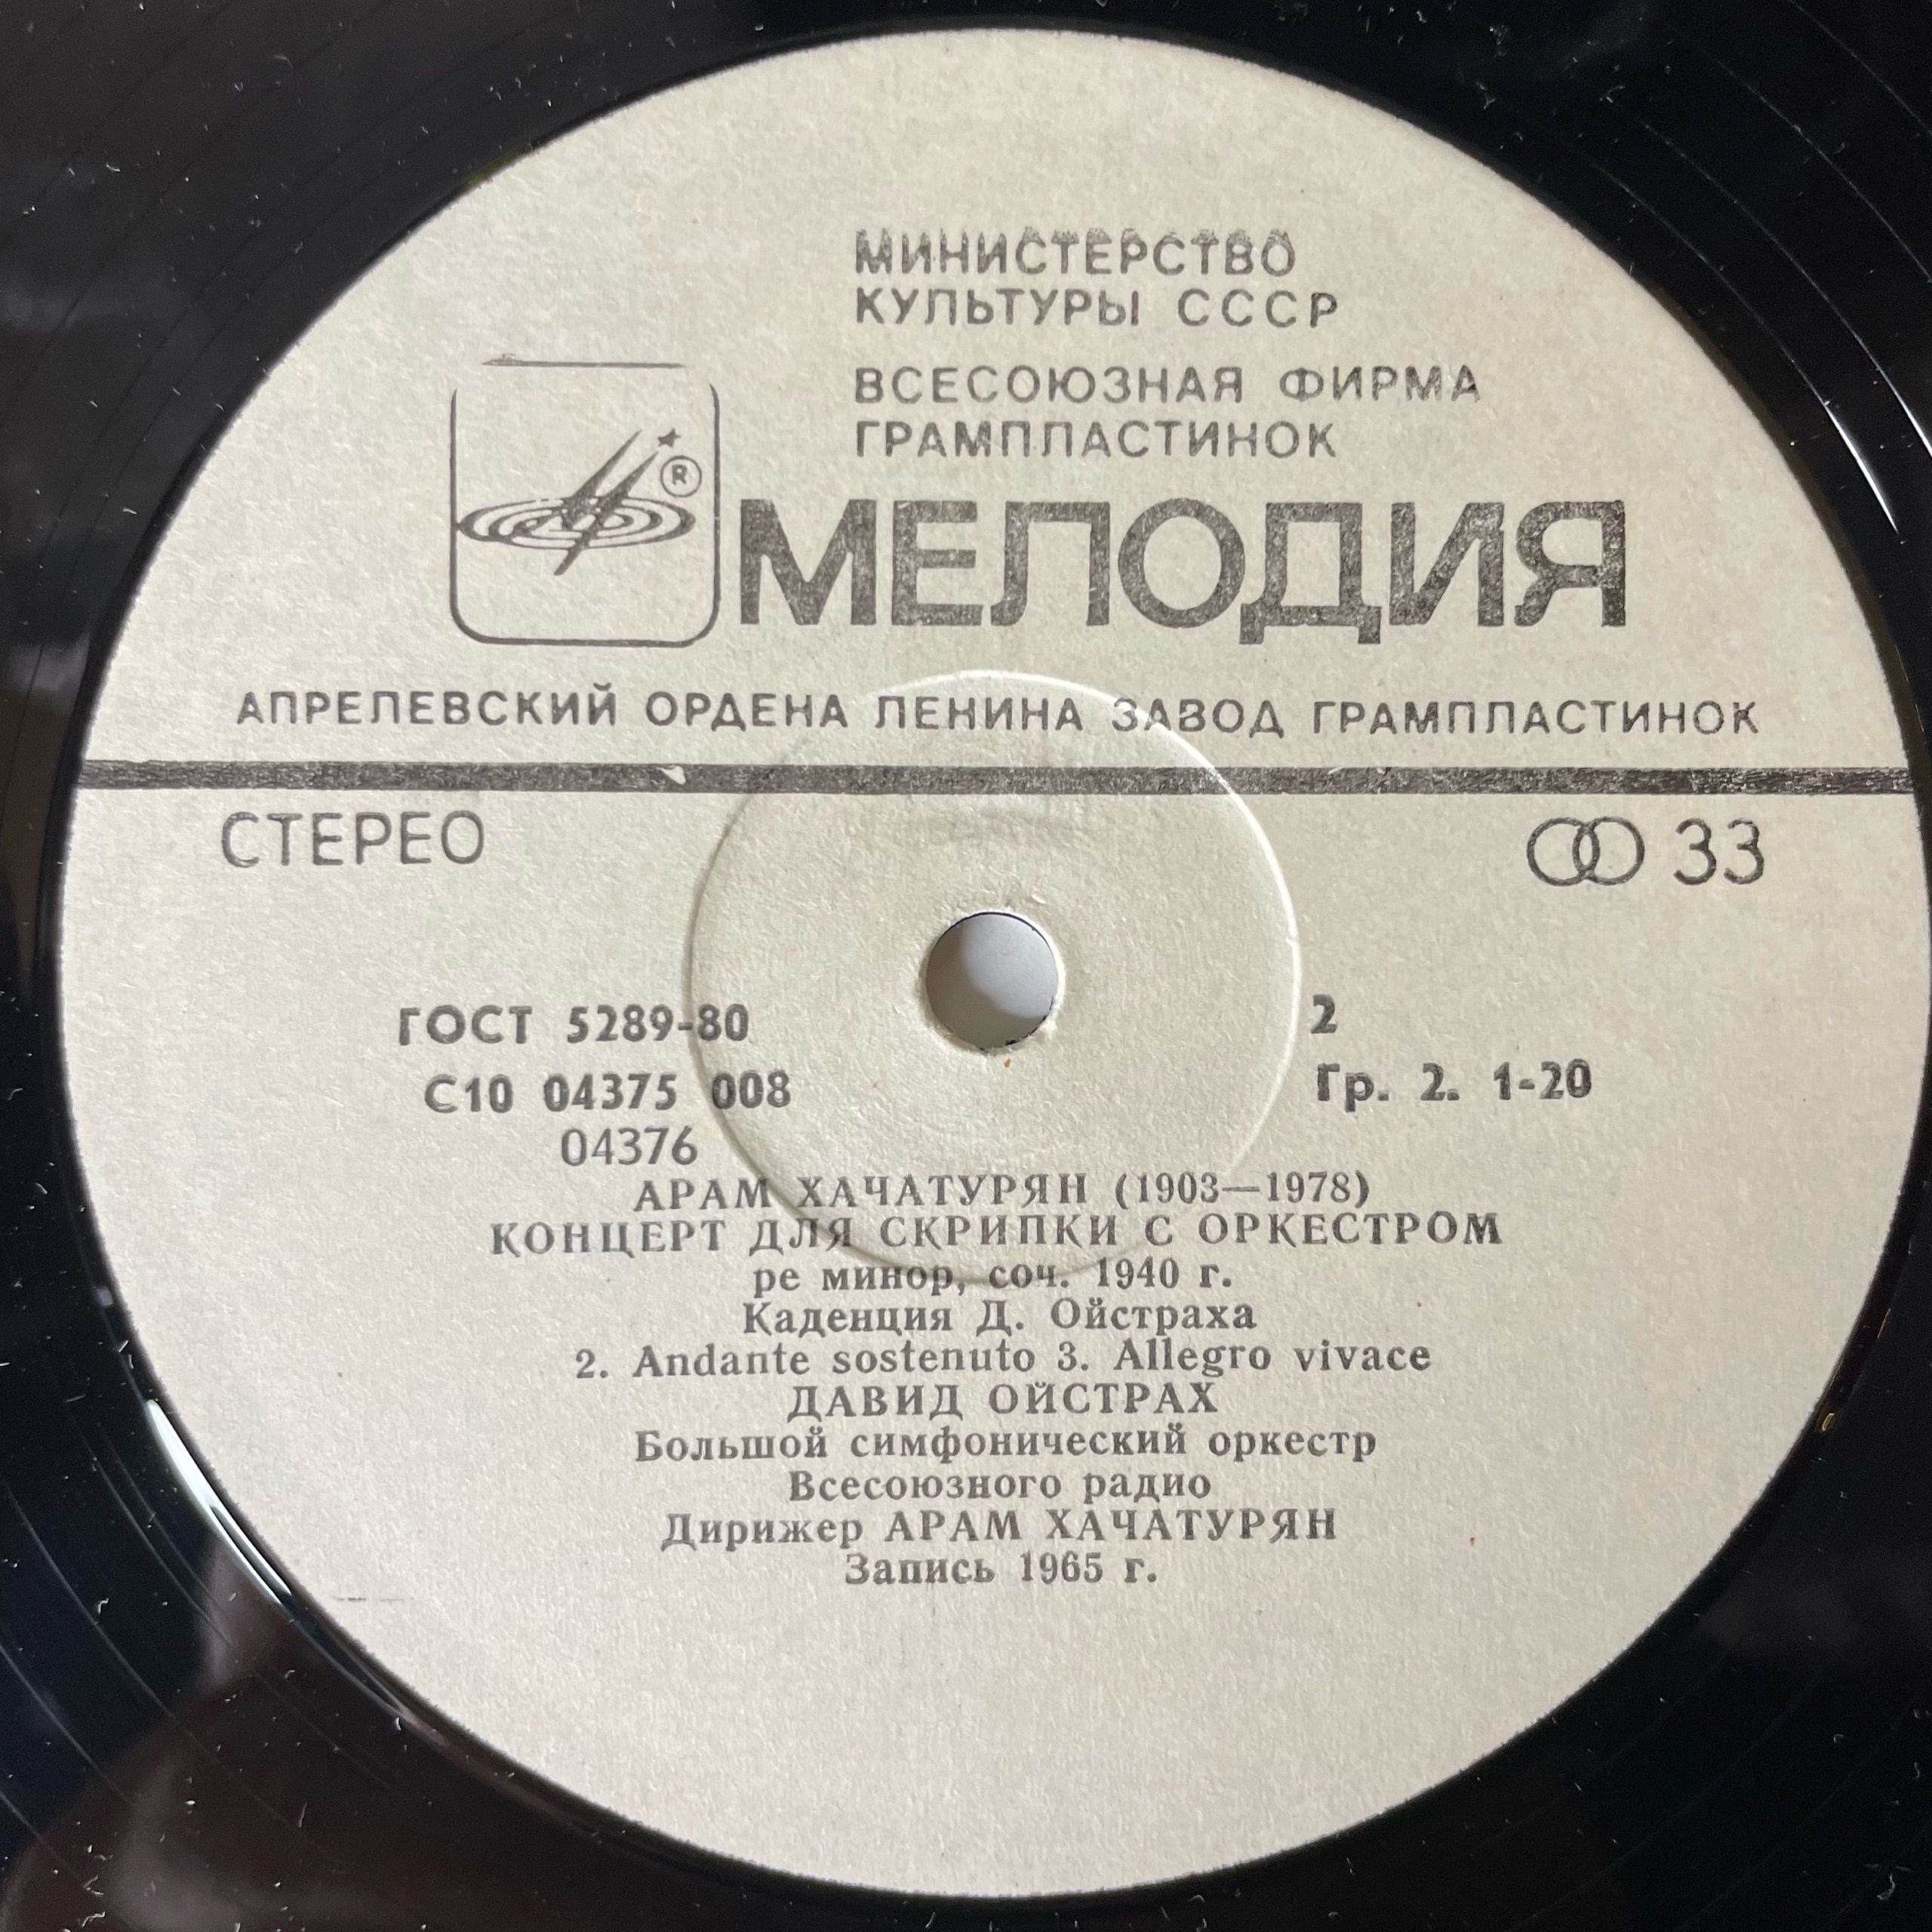 МИНИСТЕРСТВО
КУЛЬТУРЫ СССР
ВСЕСОЮЗНАЯ ФИРМА
ГРАМПЛАСТИНОК
®
МЕЛОДИЯ
АПРЕЛЕВСКИЙ ОРДЕНА ЛЕНИНА ЗАВОД ГРАМПЛАСТИНОК
СТЕРЕО
33
ГОСТ 5289-80
2
С10 04375 008
Гр. 2. 1-20
04376
АРАМ ХАЧАТУРЯН (1903—1978)
КОНЦЕРТ ДЛЯ СКРИПКИ С ОРКЕСТРОМ
ре минор, соч. 1940 г.
Каденция Д. Ойстраха
2. Andante sostenuto 3. Allegro vivace
ДАВИД ОЙСТРАХ
Большой симфонический оркестр
Всесоюзного радио
Дирижер АРАМ ХАЧАТУРЯН
Запись 1965 г.